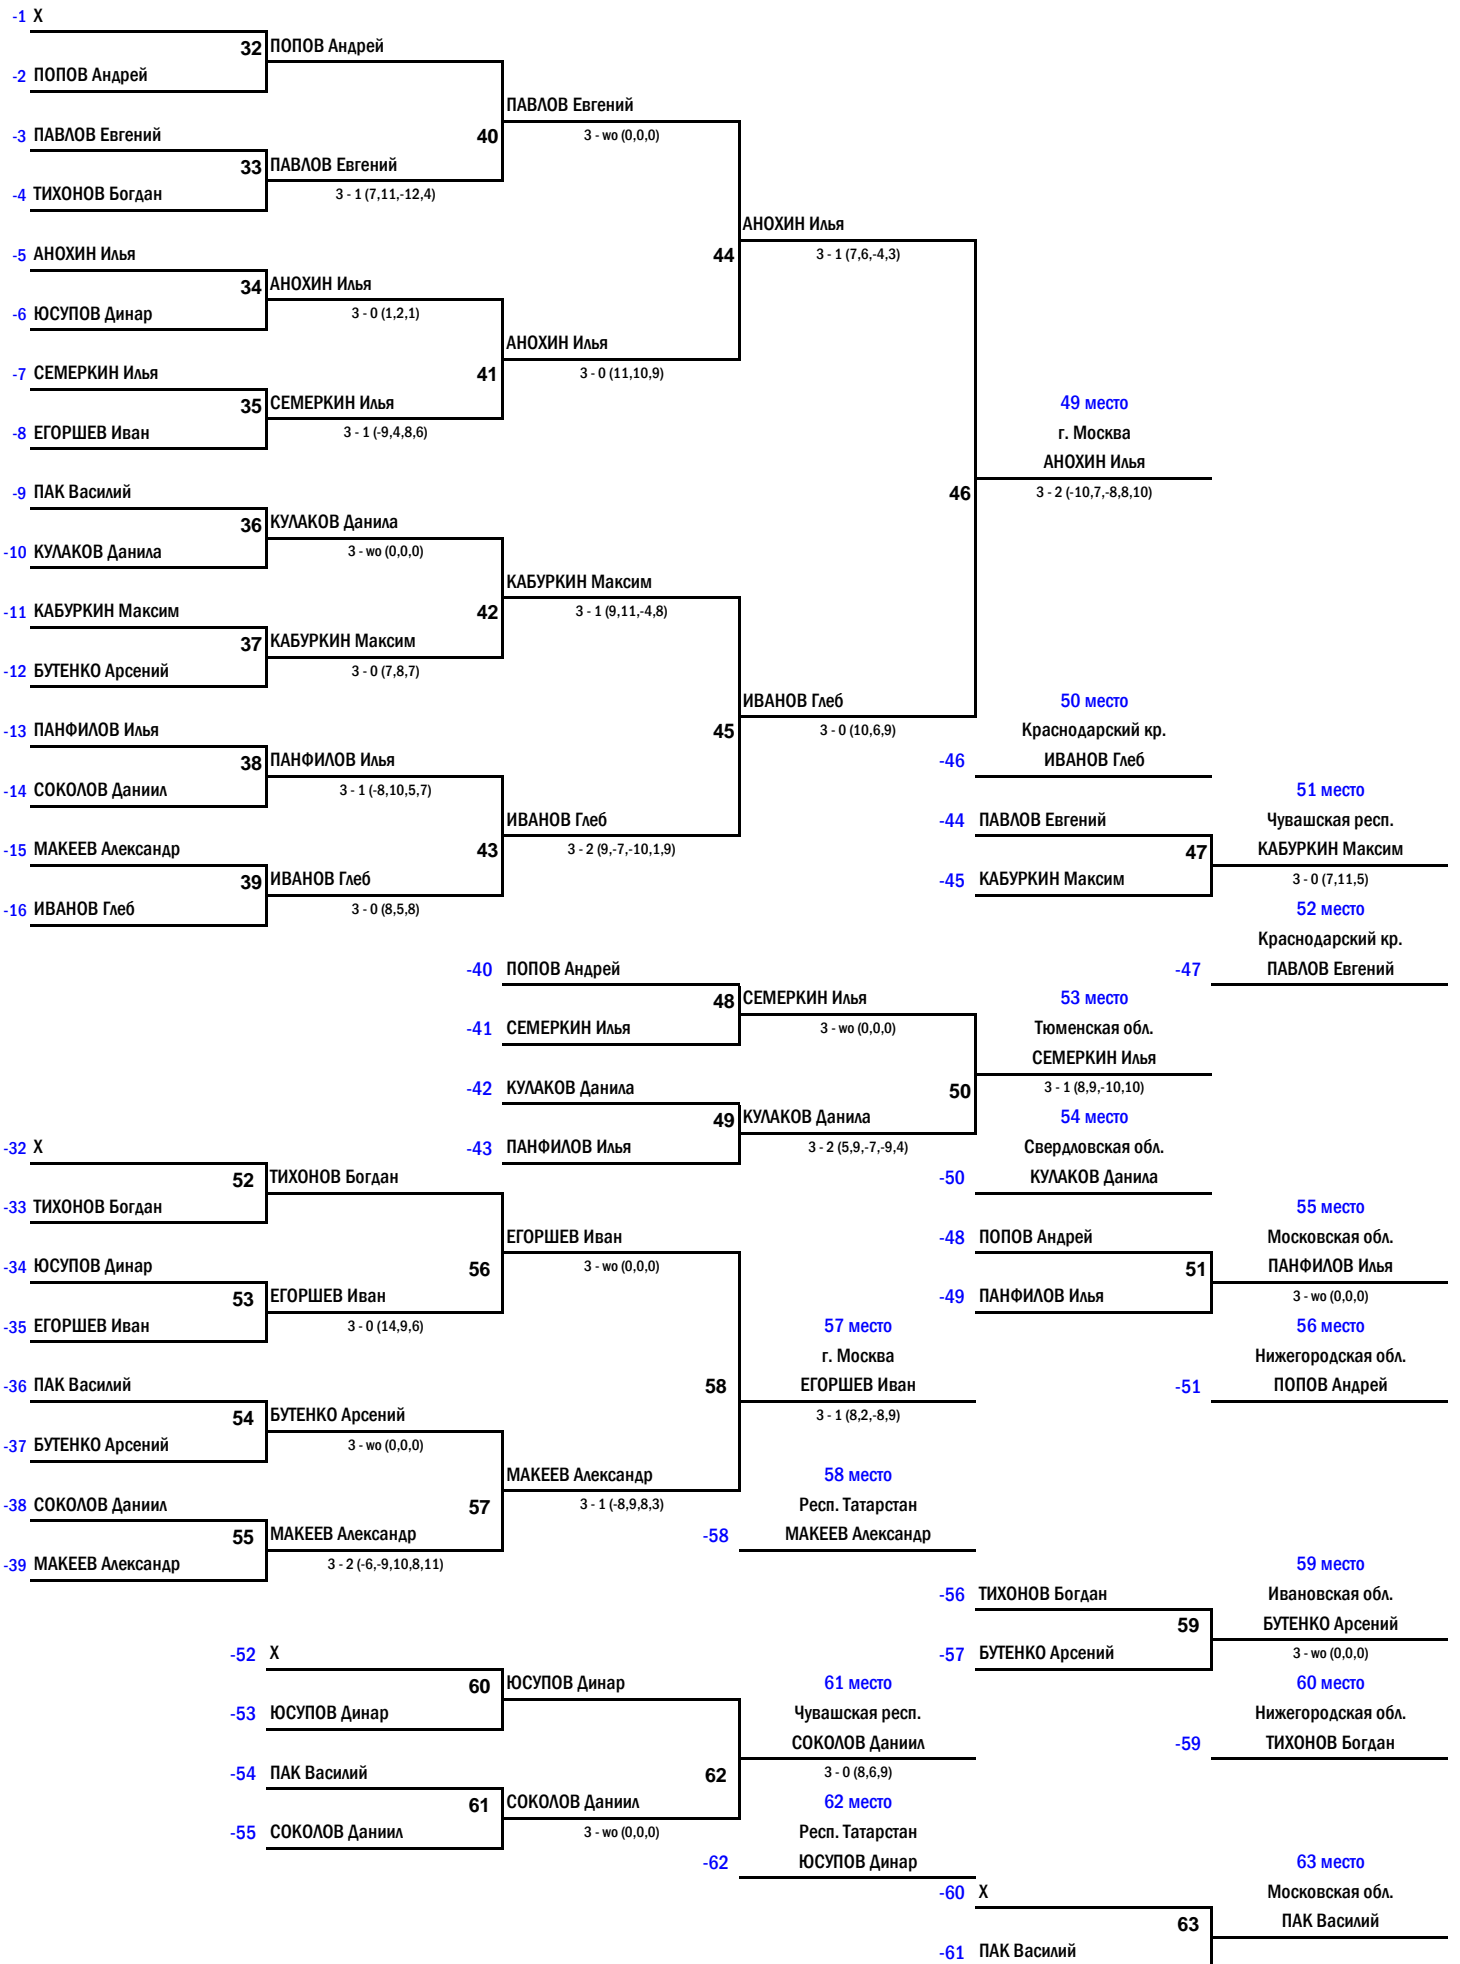 -1 X
32 ПОПОВ Андрей
-2 ПОПОВ Андрей
ПАВЛОВ Евгений
-3 ПАВЛОВ Евгений 40 3 - wo (0,0,0)
33 ПАВЛОВ Евгений
-4 ТИХОНОВ Богдан 3 - 1 (7,11,-12,4)
АНОХИН Илья
-5 АНОХИН Илья 44 3 - 1 (7,6,-4,3)
34 АНОХИН Илья
-6 ЮСУПОВ Динар 3 - 0 (1,2,1)
АНОХИН Илья
-7 СЕМЕРКИН Илья 41 3 - 0 (11,10,9)
35 СЕМЕРКИН Илья 49 место
-8 ЕГОРШЕВ Иван 3 - 1 (-9,4,8,6) г. Москва
АНОХИН Илья
-9 ПАК Василий 46 3 - 2 (-10,7,-8,8,10)
36 КУЛАКОВ Данила
-10 КУЛАКОВ Данила 3 - wo (0,0,0)
КАБУРКИН Максим
-11 КАБУРКИН Максим 42 3 - 1 (9,11,-4,8)
37 КАБУРКИН Максим
-12 БУТЕНКО Арсений 3 - 0 (7,8,7)
ИВАНОВ Глеб 50 место
-13 ПАНФИЛОВ Илья 45 3 - 0 (10,6,9) Краснодарский кр.
38 ПАНФИЛОВ Илья -46 ИВАНОВ Глеб
-14 СОКОЛОВ Даниил 3 - 1 (-8,10,5,7) 51 место
ИВАНОВ Глеб -44 ПАВЛОВ Евгений Чувашская респ.
-15 МАКЕЕВ Александр 43 3 - 2 (9,-7,-10,1,9) 47 КАБУРКИН Максим
39 ИВАНОВ Глеб -45 КАБУРКИН Максим 3 - 0 (7,11,5)
-16 ИВАНОВ Глеб 3 - 0 (8,5,8) 52 место
Краснодарский кр.
-40 ПОПОВ Андрей -47 ПАВЛОВ Евгений
48 СЕМЕРКИН Илья 53 место
-41 СЕМЕРКИН Илья 3 - wo (0,0,0) Тюменская обл.
СЕМЕРКИН Илья
-42 КУЛАКОВ Данила 50 3 - 1 (8,9,-10,10)
49 КУЛАКОВ Данила 54 место
-32 X -43 ПАНФИЛОВ Илья 3 - 2 (5,9,-7,-9,4) Свердловская обл.
52 ТИХОНОВ Богдан -50 КУЛАКОВ Данила
-33 ТИХОНОВ Богдан 55 место
ЕГОРШЕВ Иван -48 ПОПОВ Андрей Московская обл.
-34 ЮСУПОВ Динар 56 3 - wo (0,0,0) 51 ПАНФИЛОВ Илья
53 ЕГОРШЕВ Иван -49 ПАНФИЛОВ Илья 3 - wo (0,0,0)
-35 ЕГОРШЕВ Иван 3 - 0 (14,9,6) 57 место 56 место
г. Москва Нижегородская обл.
-36 ПАК Василий 58 ЕГОРШЕВ Иван -51 ПОПОВ Андрей
54 БУТЕНКО Арсений 3 - 1 (8,2,-8,9)
-37 БУТЕНКО Арсений 3 - wo (0,0,0)
МАКЕЕВ Александр 58 место
-38 СОКОЛОВ Даниил 57 3 - 1 (-8,9,8,3) Респ. Татарстан
55 МАКЕЕВ Александр -58 МАКЕЕВ Александр
-39 МАКЕЕВ Александр 3 - 2 (-6,-9,10,8,11) 59 место
-56 ТИХОНОВ Богдан Ивановская обл.
59 БУТЕНКО Арсений
-52 X -57 БУТЕНКО Арсений 3 - wo (0,0,0)
60 ЮСУПОВ Динар 61 место 60 место
-53 ЮСУПОВ Динар Чувашская респ. Нижегородская обл.
СОКОЛОВ Даниил -59 ТИХОНОВ Богдан
-54 ПАК Василий 62 3 - 0 (8,6,9)
61 СОКОЛОВ Даниил 62 место
-55 СОКОЛОВ Даниил 3 - wo (0,0,0) Респ. Татарстан
-62 ЮСУПОВ Динар 63 место
-60 X Московская обл.
63 ПАК Василий
-61 ПАК Василий